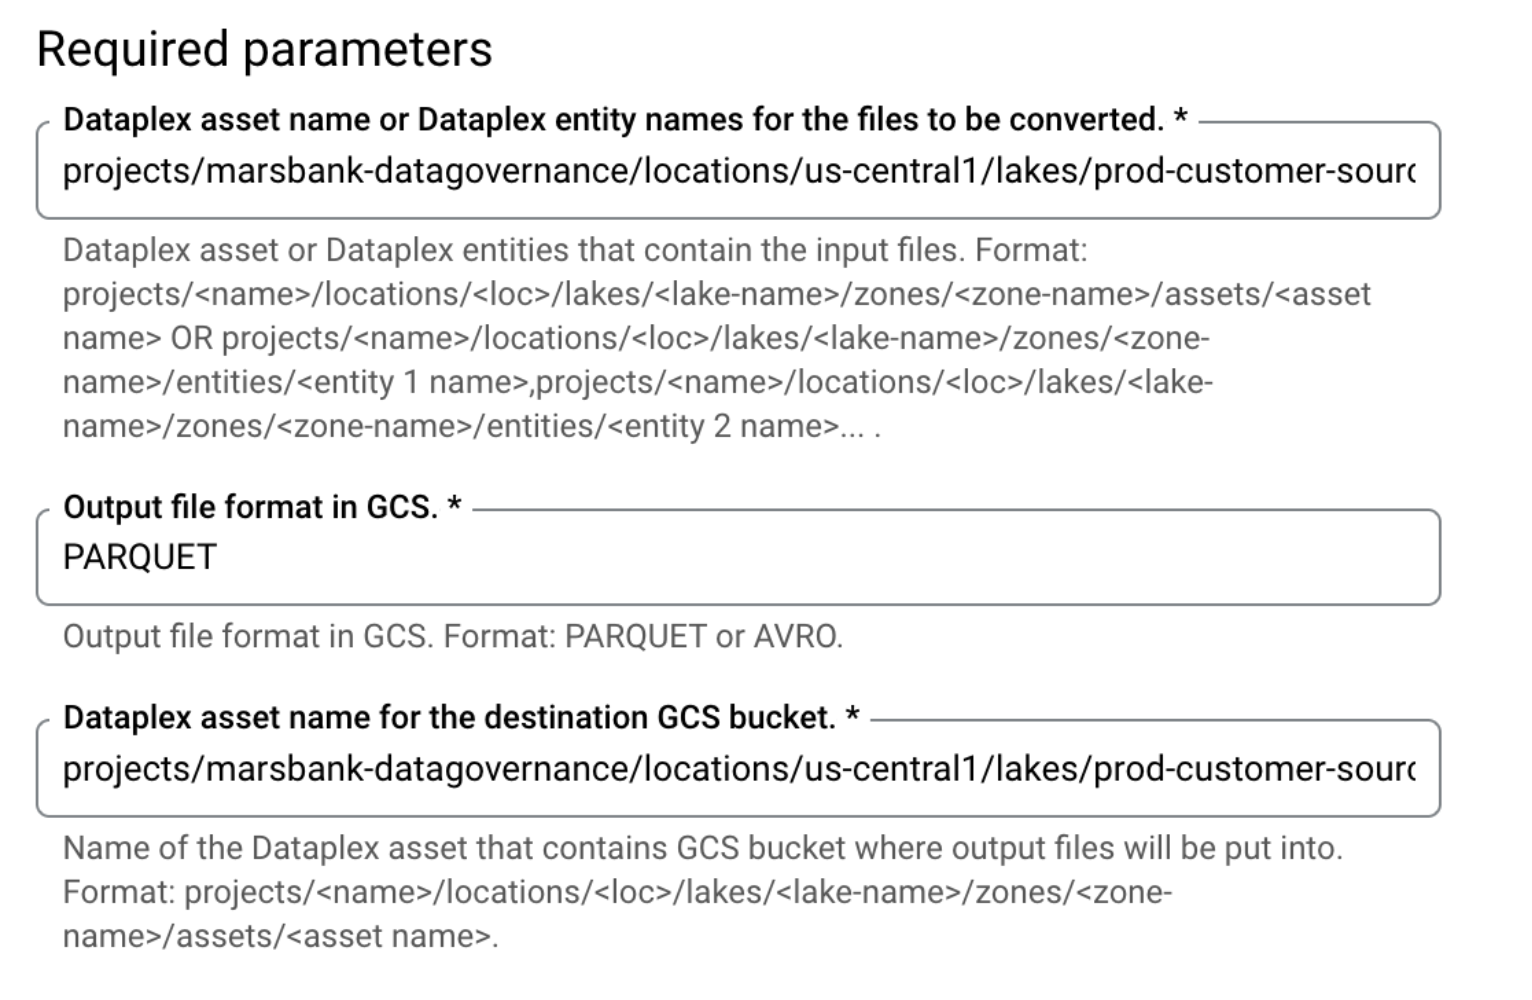 Required parameters
Dataplex asset name or Dataplex entity names for the files to be converted. *
projects/marsbank-datagovernance/locations/us-central1/lakes/prod-customer-sourc
Dataplex asset or Dataplex entities that contain the input files. Format:
projects/<name>/locations/<loc>/lakes/<lake-name>/zones/<zone-name>/assets/<asset
name> OR projects/<name>/locations/<loc>/lakes/<lake-name>/zones/<zone-
name>/entities/<entity 1 name>,projects/<name>/locations/<loc>/lakes/<lake-
name>/zones/<zone-name>/entities/<entity 2 name>... .
Output file format in GCS. *
PARQUET
Output file format in GCS. Format: PARQUET or AVRO.
Dataplex asset name for the destination GCS bucket. *
projects/marsbank-datagovernance/locations/us-central1/lakes/prod-customer-sourc
Name of the Dataplex asset that contains GCS bucket where output files will be put into.
Format: projects/<name>/locations/<loc>/lakes/<lake-name>/zones/<zone-
name>/assets/<asset name>.